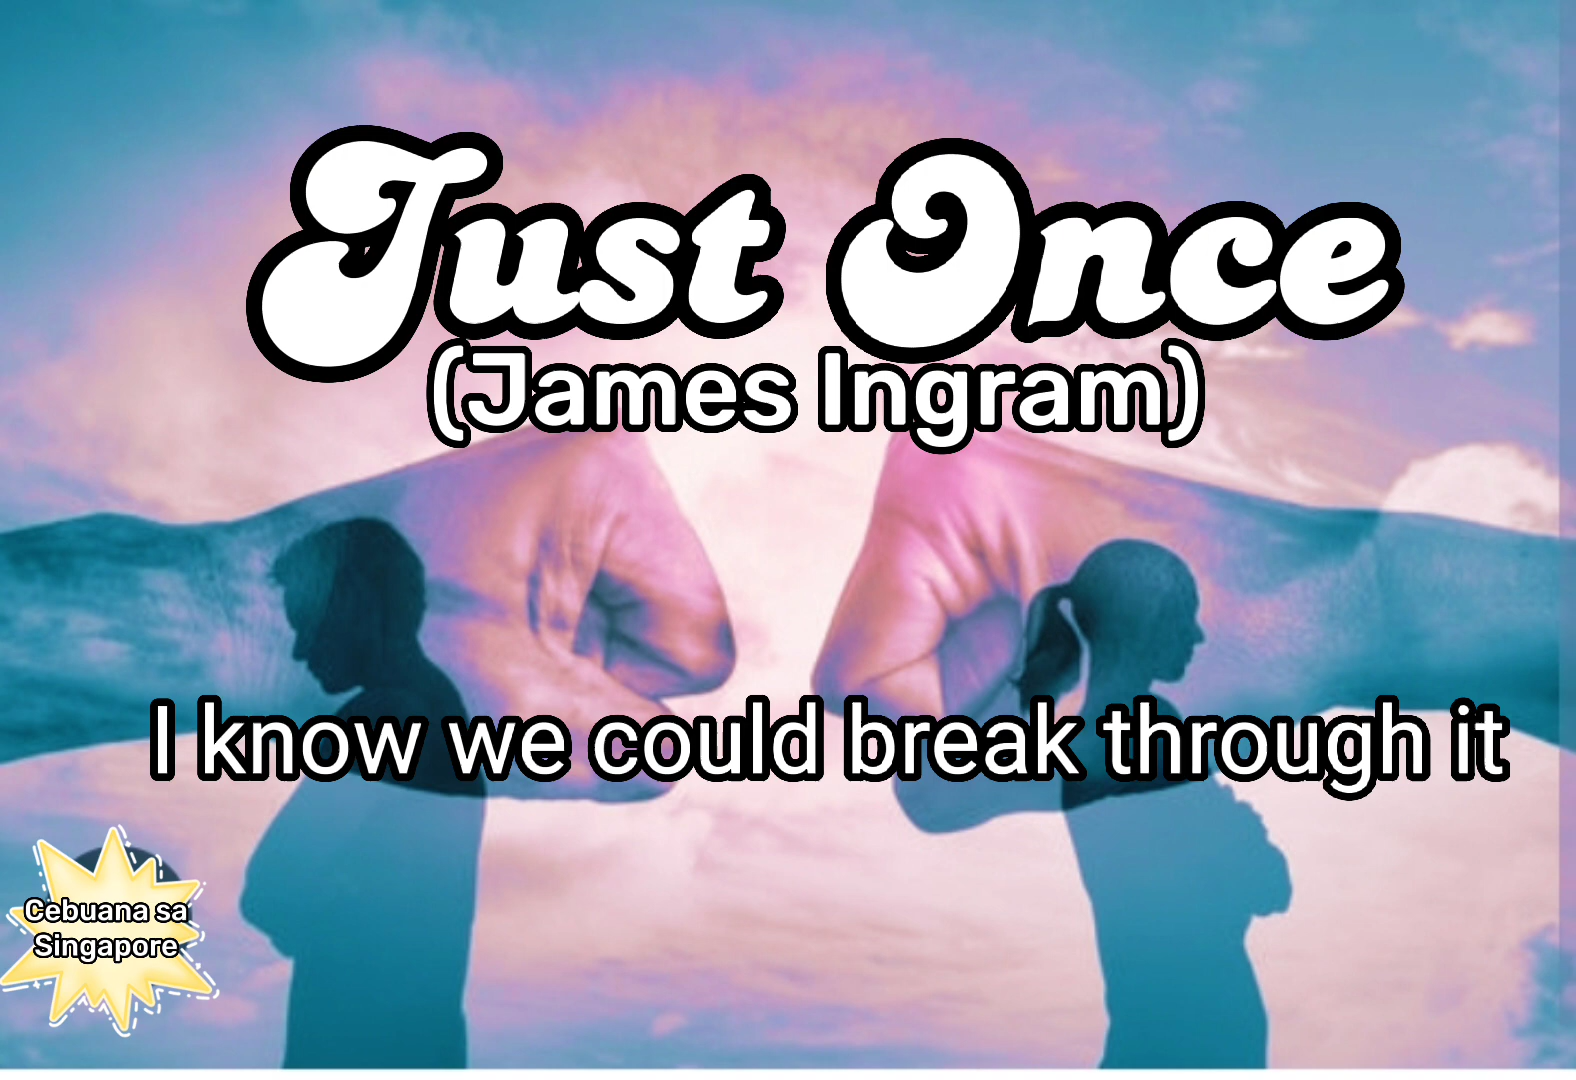 Just Once
(James Ingram)
I know we could break through it
Cebuana sa
Singapore